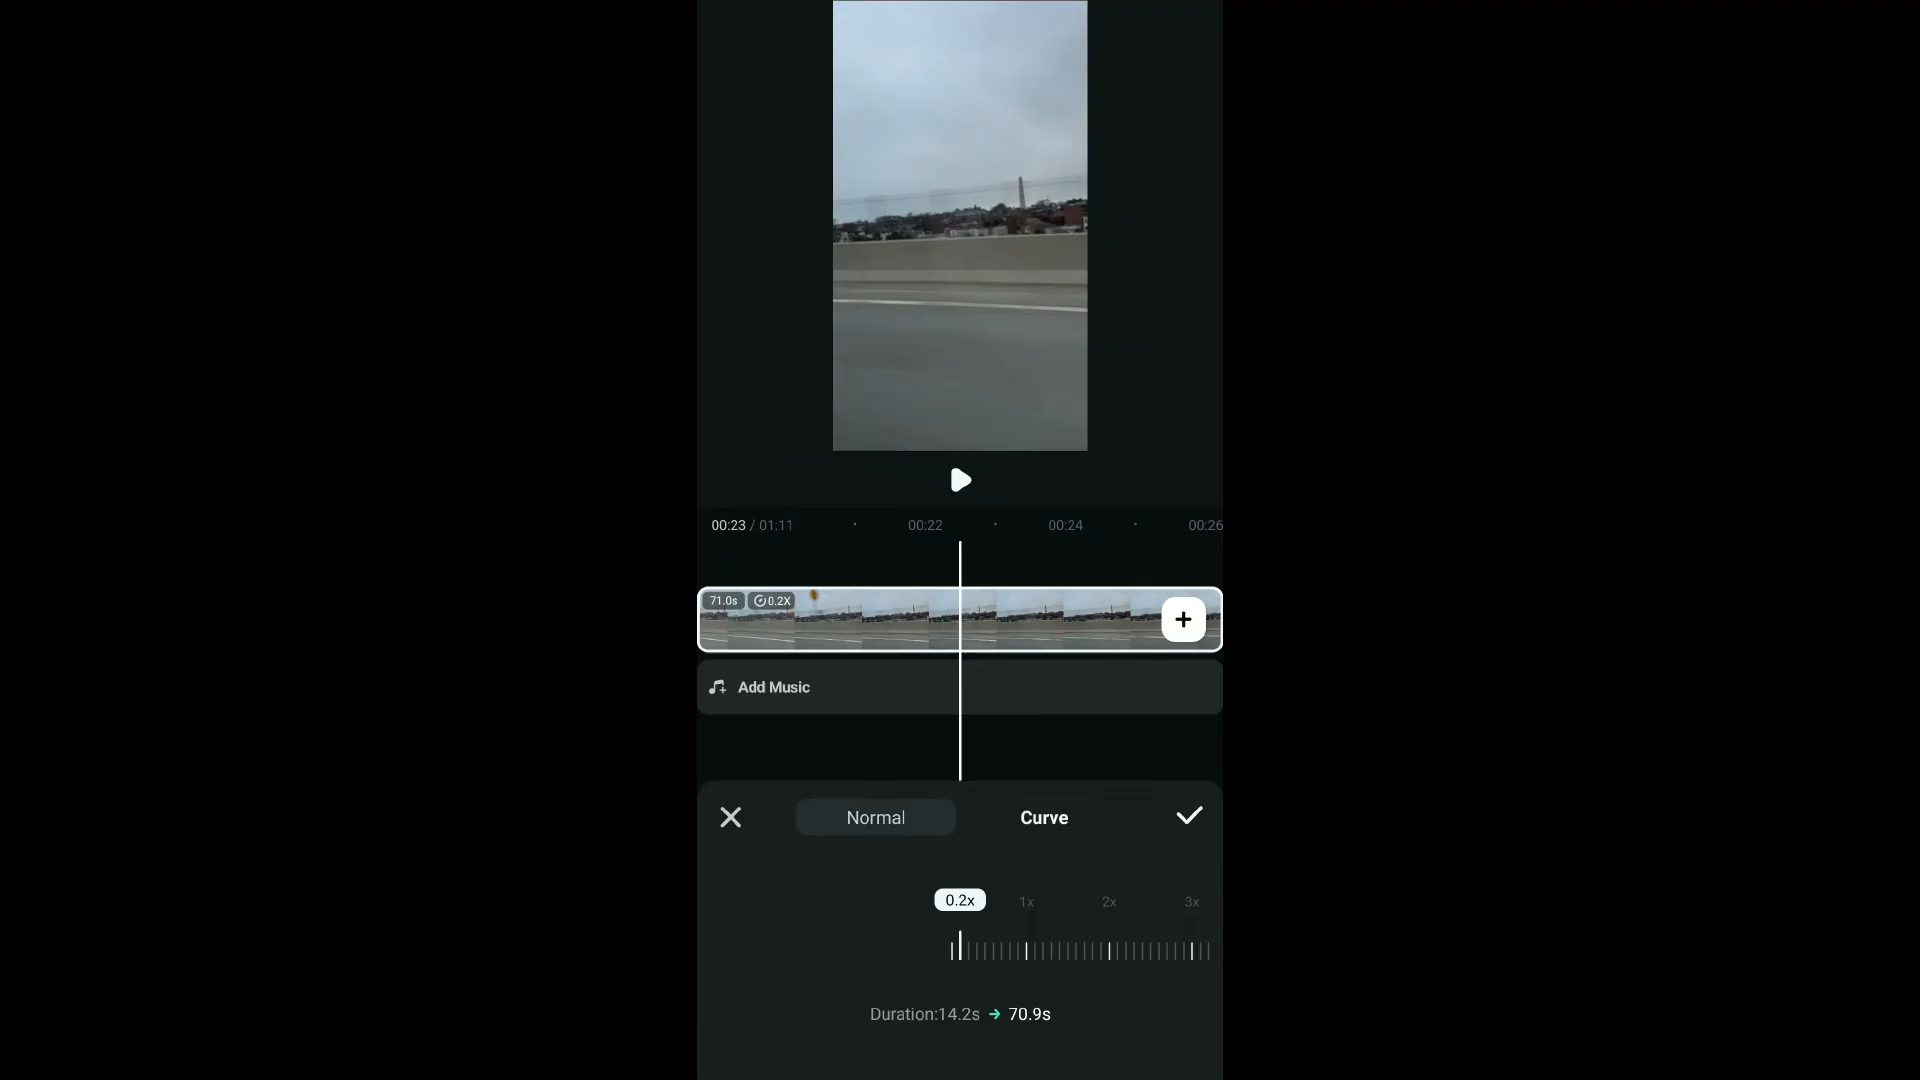 00:23 / 01:11 00:22 00:24 00:26
71.0s 0.2X
Add Music
Normal Curve
0.2x 1x 2x 3x
Duration:14.2s → 70.9s